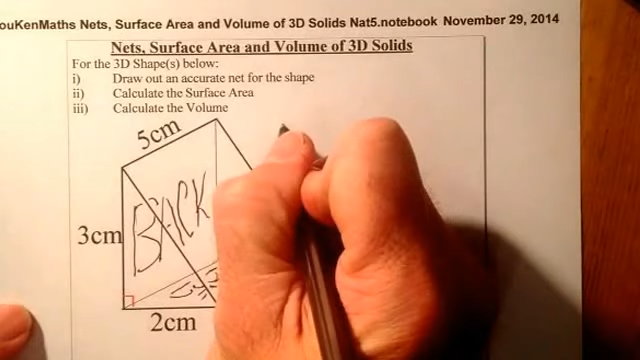 ouKenMaths Nets, Surface Area and Volume of 3D Solids Nat5.notebook November 29, 2014
Nets, Surface Area and Volume of 3D Solids
For the 3D Shape(s) below:
i) Draw out an accurate net for the shape
ii) Calculate the Surface Area
iii) Calculate the Volume
5cm
BACK
3cm
2cm